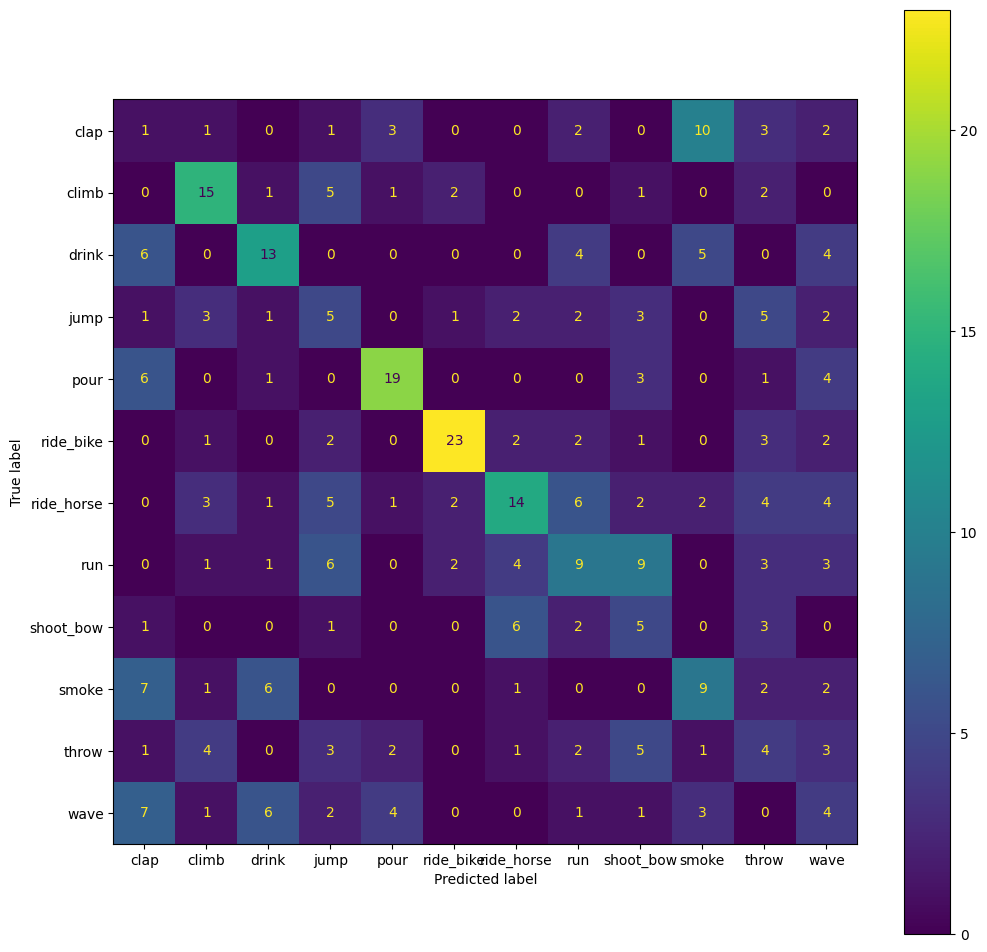 clap 1 1 0 1 3 0 0 2 0 10 3 2
climb 0 15 1 5 1 2 0 0 1 0 2 0
drink 6 0 13 0 0 0 0 4 0 5 0 4
jump 1 3 1 5 0 1 2 2 3 0 5 2
pour 6 0 1 0 19 0 0 0 3 0 1 4
ride_bike 0 1 0 2 0 23 2 2 1 3 2
ride_horse 0 3 1 5 1 2 14 6 2 2 4 4
run 0 1 1 6 0 2 4 9 9 0 3 3
shoot_bow 1 0 0 1 0 0 6 2 5 0 3 0
smoke 7 1 6 0 0 0 1 0 0 9 2 2
throw 1 4 0 3 2 0 1 2 5 1 4 3
wave 7 1 6 2 4 0 0 1 1 3 0 4
clap climb drink jump pour ride_bike ride_horse run shoot_bow smoke throw wave
Predicted label
True label
20
15
10
5
0